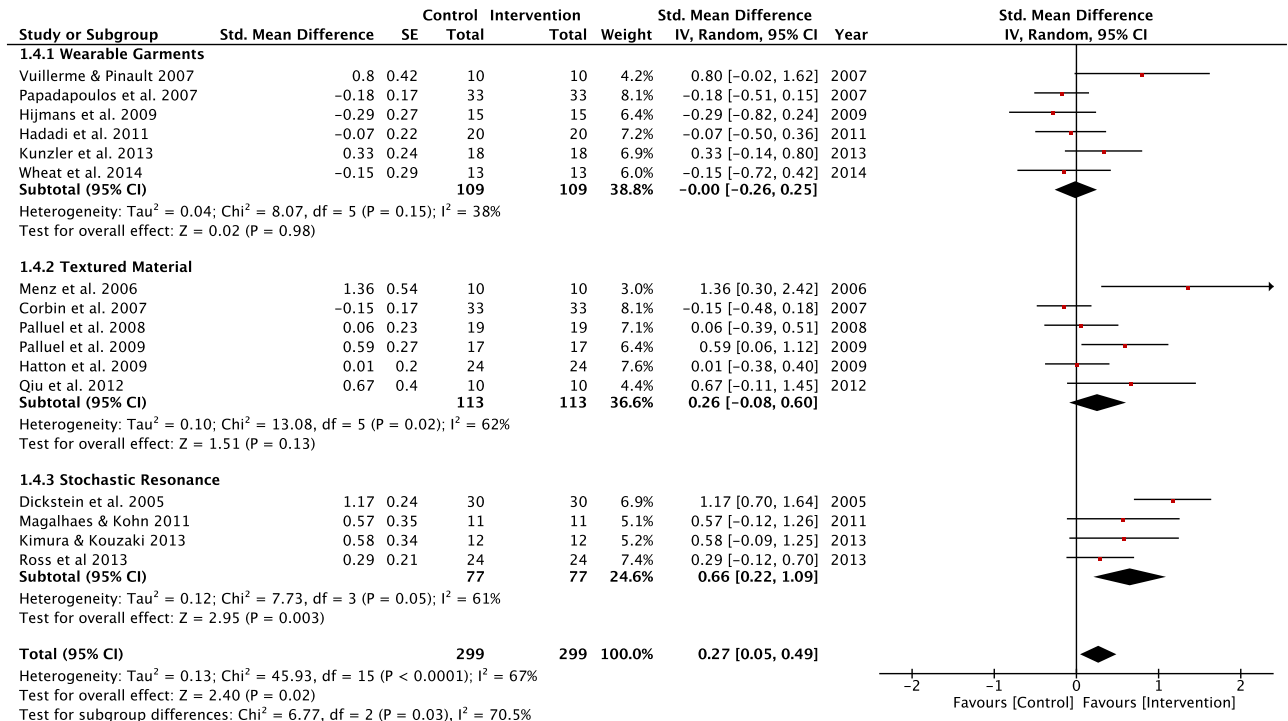 Control Intervention Std. Mean Difference Std. Mean Difference
Study or Subgroup Std. Mean Difference SE Total Total Weight IV, Random, 95% CI Year IV, Random, 95% CI
1.4.1 Wearable Garments
Vuillerme & Pinault 2007 0.8 0.42 10 10 4.2% 0.80 [−0.02, 1.62] 2007
Papadapoulos et al. 2007 −0.18 0.17 33 33 8.1% −0.18 [−0.51, 0.15] 2007
Hijmans et al. 2009 −0.29 0.27 15 15 6.4% −0.29 [−0.82, 0.24] 2009
Hadadi et al. 2011 −0.07 0.22 20 20 7.2% −0.07 [−0.50, 0.36] 2011
Kunzler et al. 2013 0.33 0.24 18 18 6.9% 0.33 [−0.14, 0.80] 2013
Wheat et al. 2014 −0.15 0.29 13 13 6.0% −0.15 [−0.72, 0.42] 2014
Subtotal (95% CI) 109 109 38.8% −0.00 [−0.26, 0.25]
Heterogeneity: Tau² = 0.04; Chi² = 8.07, df = 5 (P = 0.15); I² = 38%
Test for overall effect: Z = 0.02 (P = 0.98)
1.4.2 Textured Material
Menz et al. 2006 1.36 0.54 10 10 3.0% 1.36 [0.30, 2.42] 2006
Corbin et al. 2007 −0.15 0.17 33 33 8.1% −0.15 [−0.48, 0.18] 2007
Palluel et al. 2008 0.06 0.23 19 19 7.1% 0.06 [−0.39, 0.51] 2008
Palluel et al. 2009 0.59 0.27 17 17 6.4% 0.59 [0.06, 1.12] 2009
Hatton et al. 2009 0.01 0.2 24 24 7.6% 0.01 [−0.38, 0.40] 2009
Qiu et al. 2012 0.67 0.4 10 10 4.4% 0.67 [−0.11, 1.45] 2012
Subtotal (95% CI) 113 113 36.6% 0.26 [−0.08, 0.60]
Heterogeneity: Tau² = 0.10; Chi² = 13.08, df = 5 (P = 0.02); I² = 62%
Test for overall effect: Z = 1.51 (P = 0.13)
1.4.3 Stochastic Resonance
Dickstein et al. 2005 1.17 0.24 30 30 6.9% 1.17 [0.70, 1.64] 2005
Magalhaes & Kohn 2011 0.57 0.35 11 11 5.1% 0.57 [−0.12, 1.26] 2011
Kimura & Kouzaki 2013 0.58 0.34 12 12 5.2% 0.58 [−0.09, 1.25] 2013
Ross et al 2013 0.29 0.21 24 24 7.4% 0.29 [−0.12, 0.70] 2013
Subtotal (95% CI) 77 77 24.6% 0.66 [0.22, 1.09]
Heterogeneity: Tau² = 0.12; Chi² = 7.73, df = 3 (P = 0.05); I² = 61%
Test for overall effect: Z = 2.95 (P = 0.003)
Total (95% CI) 299 299 100.0% 0.27 [0.05, 0.49]
Heterogeneity: Tau² = 0.13; Chi² = 45.93, df = 15 (P < 0.0001); I² = 67%
Test for overall effect: Z = 2.40 (P = 0.02)
Test for subgroup differences: Chi² = 6.77, df = 2 (P = 0.03), I² = 70.5%
−2 −1 0 1 2
Favours [Control] Favours [Intervention]